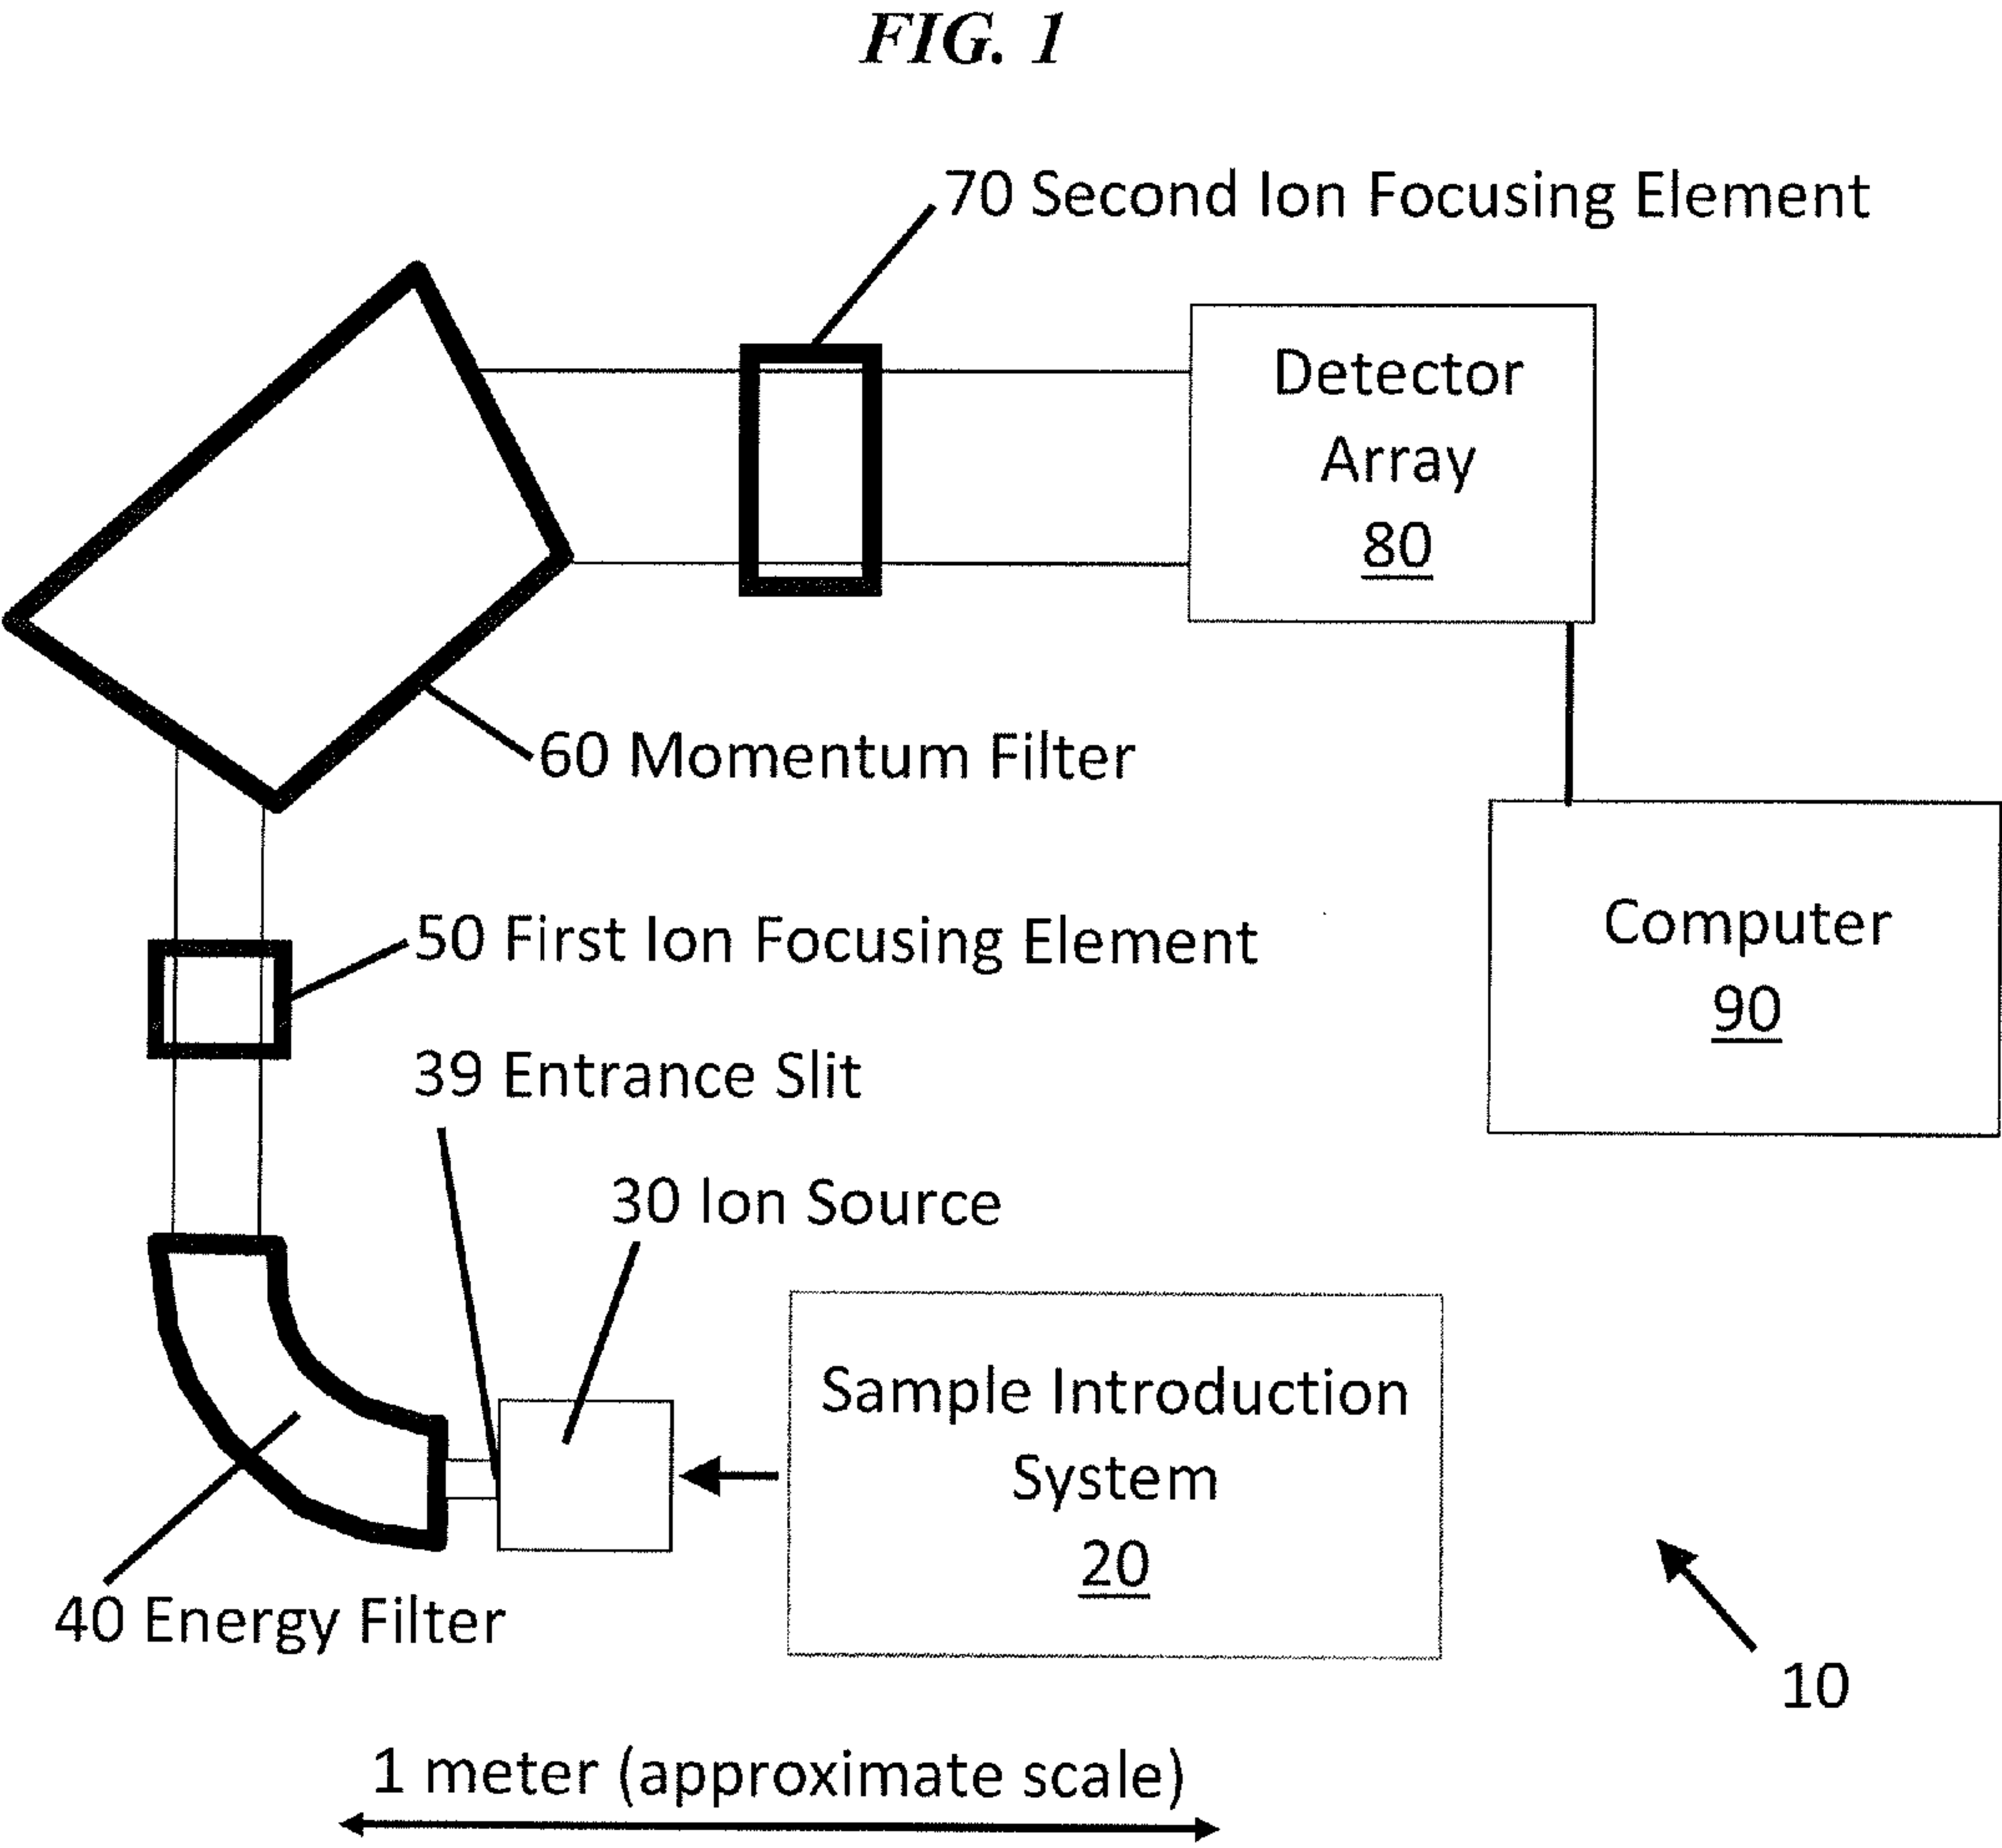 FIG. 1
70 Second Ion Focusing Element
Detector
Array
80
60 Momentum Filter
Computer
90
50 First Ion Focusing Element
39 Entrance Slit
30 Ion Source
Sample Introduction
System
20
40 Energy Filter
10
1 meter (approximate scale)